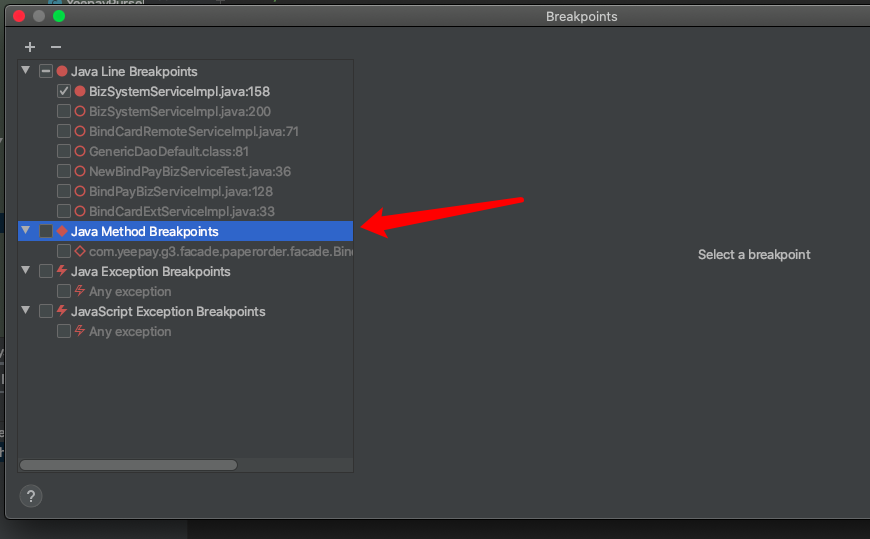 Breakpoints
Java Line Breakpoints
BizSystemServiceImpl.java:158
BizSystemServiceImpl.java:200
BindCardRemoteServiceImpl.java:71
GenericDaoDefault.class:81
NewBindPayBizServiceTest.java:36
BindPayBizServiceImpl.java:128
BindCardExtServiceImpl.java:33
Java Method Breakpoints
com.yeepay.g3.facade.paperorder.facade.Bin
Java Exception Breakpoints
Any exception
JavaScript Exception Breakpoints
Any exception
Select a breakpoint
?